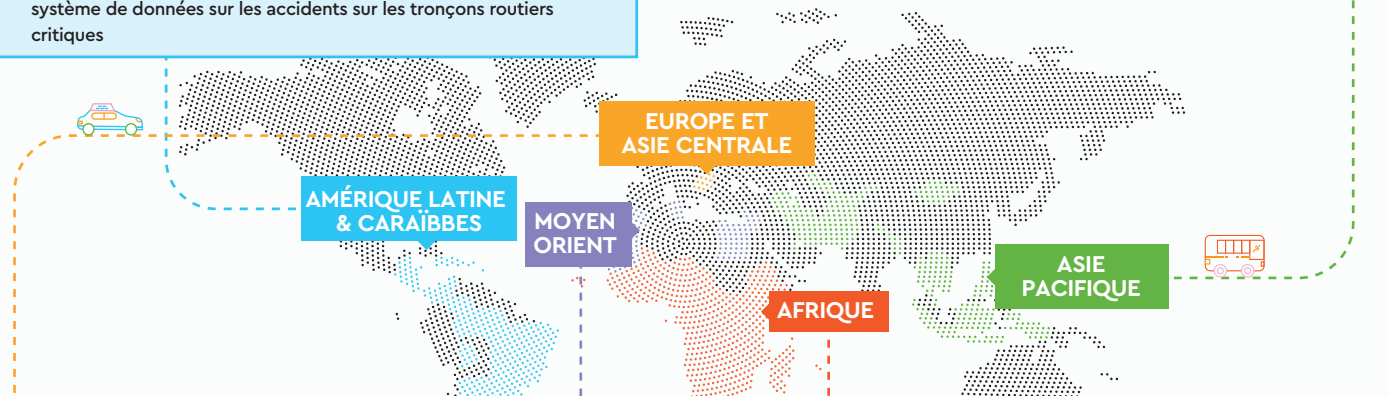 système de données sur les accidents sur les tronçons routiers
critiques
EUROPE ET
ASIE CENTRALE
AMÉRIQUE LATINE
& CARAÏBBES
MOYEN
ORIENT
ASIE
PACIFIQUE
AFRIQUE